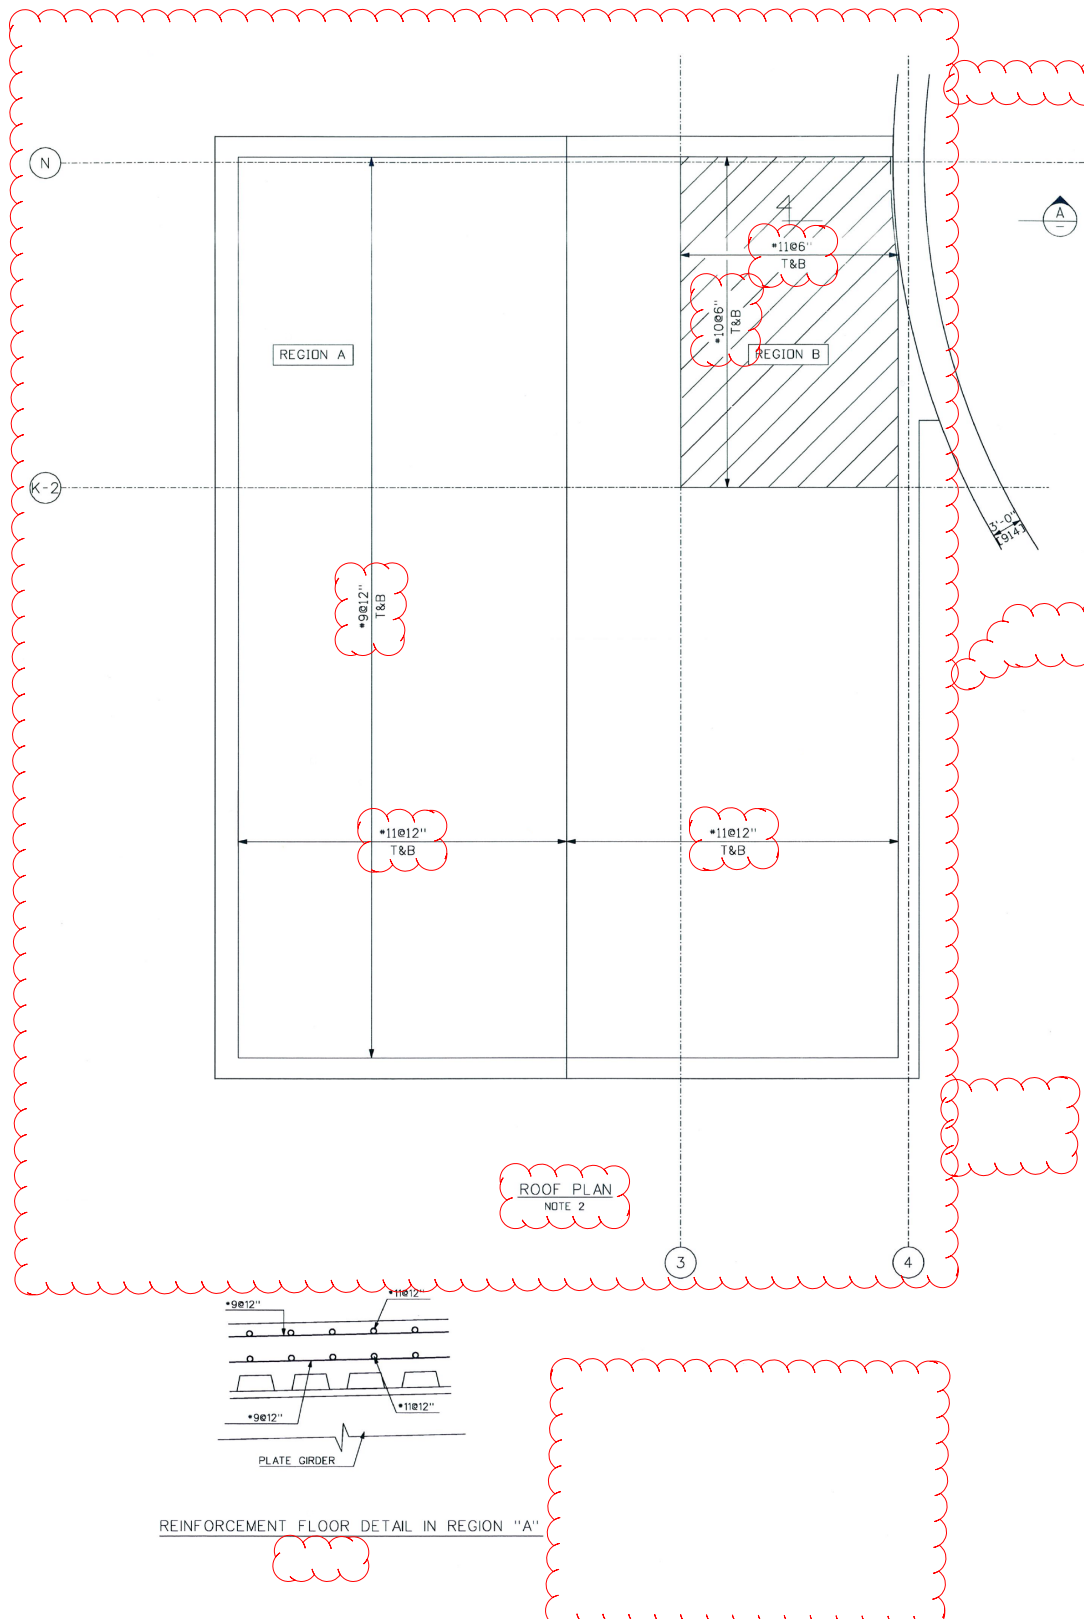 N
A
4
*11@6"
T&B
*10@6"
T&B
REGION A
REGION B
K-2
3'-0"
[914]
*9@12"
T&B
*11@12"
T&B
*11@12"
T&B
ROOF PLAN
NOTE 2
3
4
*9@12"
*11@12"
*9@12"
*11@12"
PLATE GIRDER
REINFORCEMENT FLOOR DETAIL IN REGION "A"